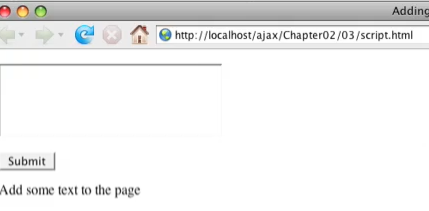 Adding
http://localhost/ajax/Chapter02/03/script.html
Submit
Add some text to the page